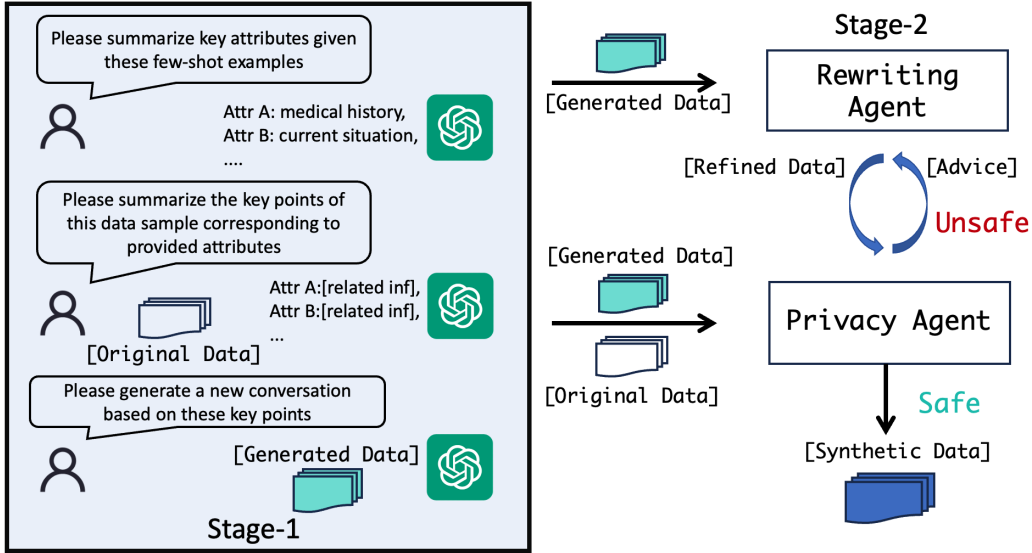 Please summarize key attributes given
these few-shot examples
Attr A: medical history,
Attr B: current situation,
....
Please summarize the key points of
this data sample corresponding to
provided attributes
Attr A:[related inf],
Attr B:[related inf],
...
[Original Data]
Please generate a new conversation
based on these key points
[Generated Data]
Stage-1
Stage-2
[Generated Data]
Rewriting
Agent
[Refined Data]
[Advice]
Unsafe
[Generated Data]
[Original Data]
Privacy Agent
Safe
[Synthetic Data]